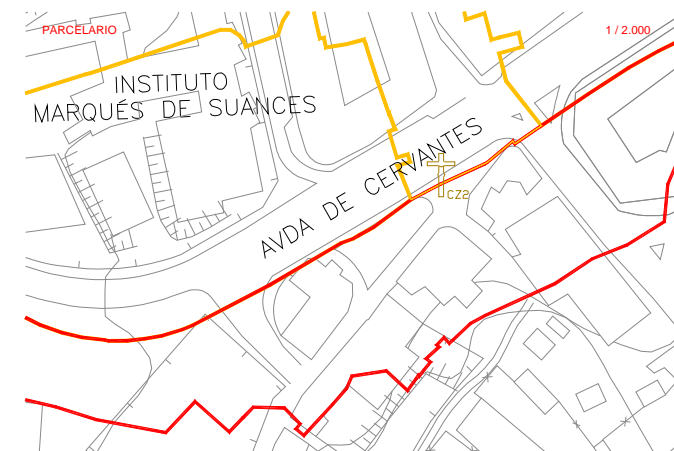 PARCELARIO
1 / 2.000
INSTITUTO
MARQUÉS DE SUANCES
AVDA DE CERVANTES
CZ2